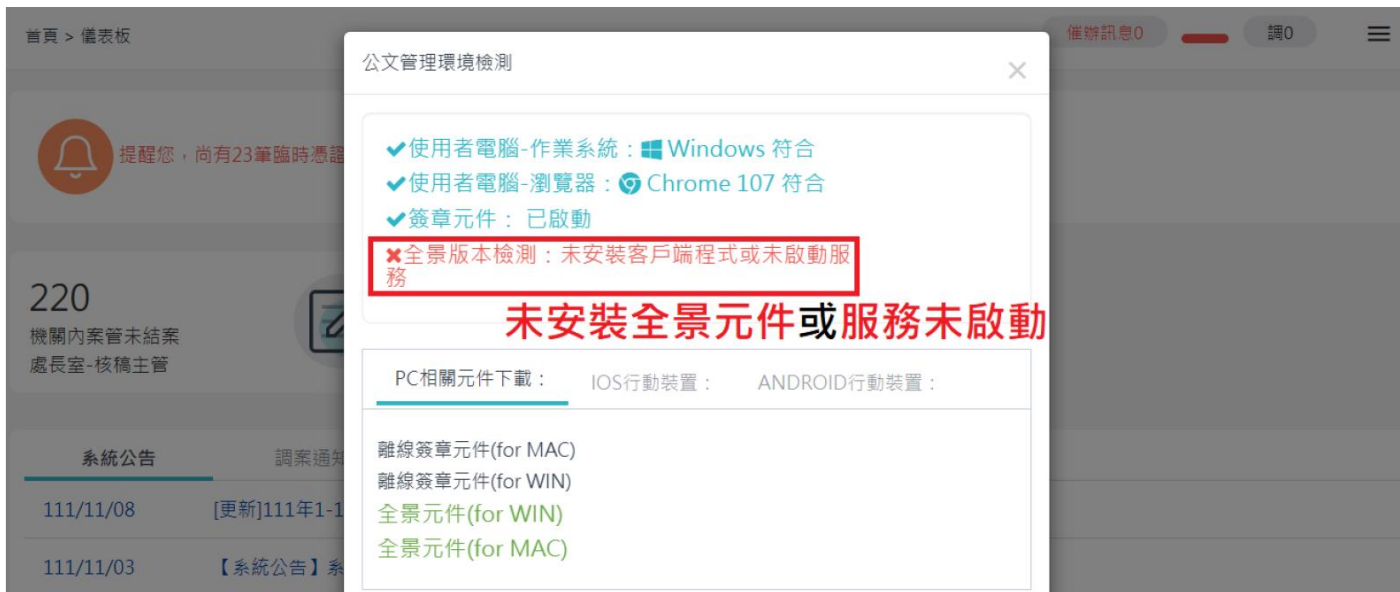 首頁 > 儀表板
催辦訊息0
調0
公文管理環境檢測
提醒您，尚有23筆臨時憑證
使用者電腦-作業系統：Windows 符合
使用者電腦-瀏覽器：Chrome 107 符合
簽章元件： 已啟動
全景版本檢測：未安裝客戶端程式或未啟動服
務
未安裝全景元件或服務未啟動
220
機關內案管未結案
處長室-核稿主管
PC相關元件下載：
IOS行動裝置：
ANDROID行動裝置：
離線簽章元件(for MAC)
離線簽章元件(for WIN)
全景元件(for WIN)
全景元件(for MAC)
系統公告
調案通知
111/11/08 [更新]111年1-1
111/11/03 【系統公告】系